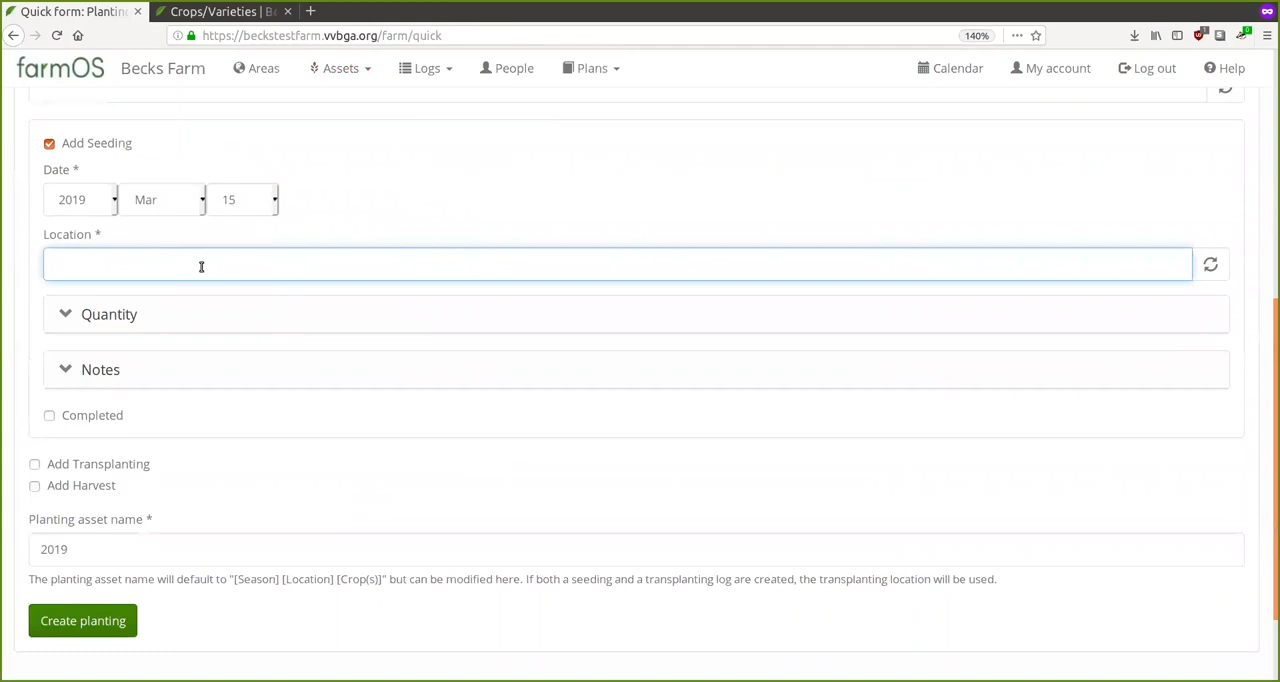 Quick form: Plantin
Crops/Varieties | Be
https://beckstestfarm.vvbga.org/farm/quick
140%
farmOS Becks Farm Areas Assets Logs People Plans Calendar My account Log out Help
Add Seeding
Date *
2019 Mar 15
Location *
Quantity
Notes
Completed
Add Transplanting
Add Harvest
Planting asset name *
2019
The planting asset name will default to "[Season] [Location] [Crop(s)]" but can be modified here. If both a seeding and a transplanting log are created, the transplanting location will be used.
Create planting